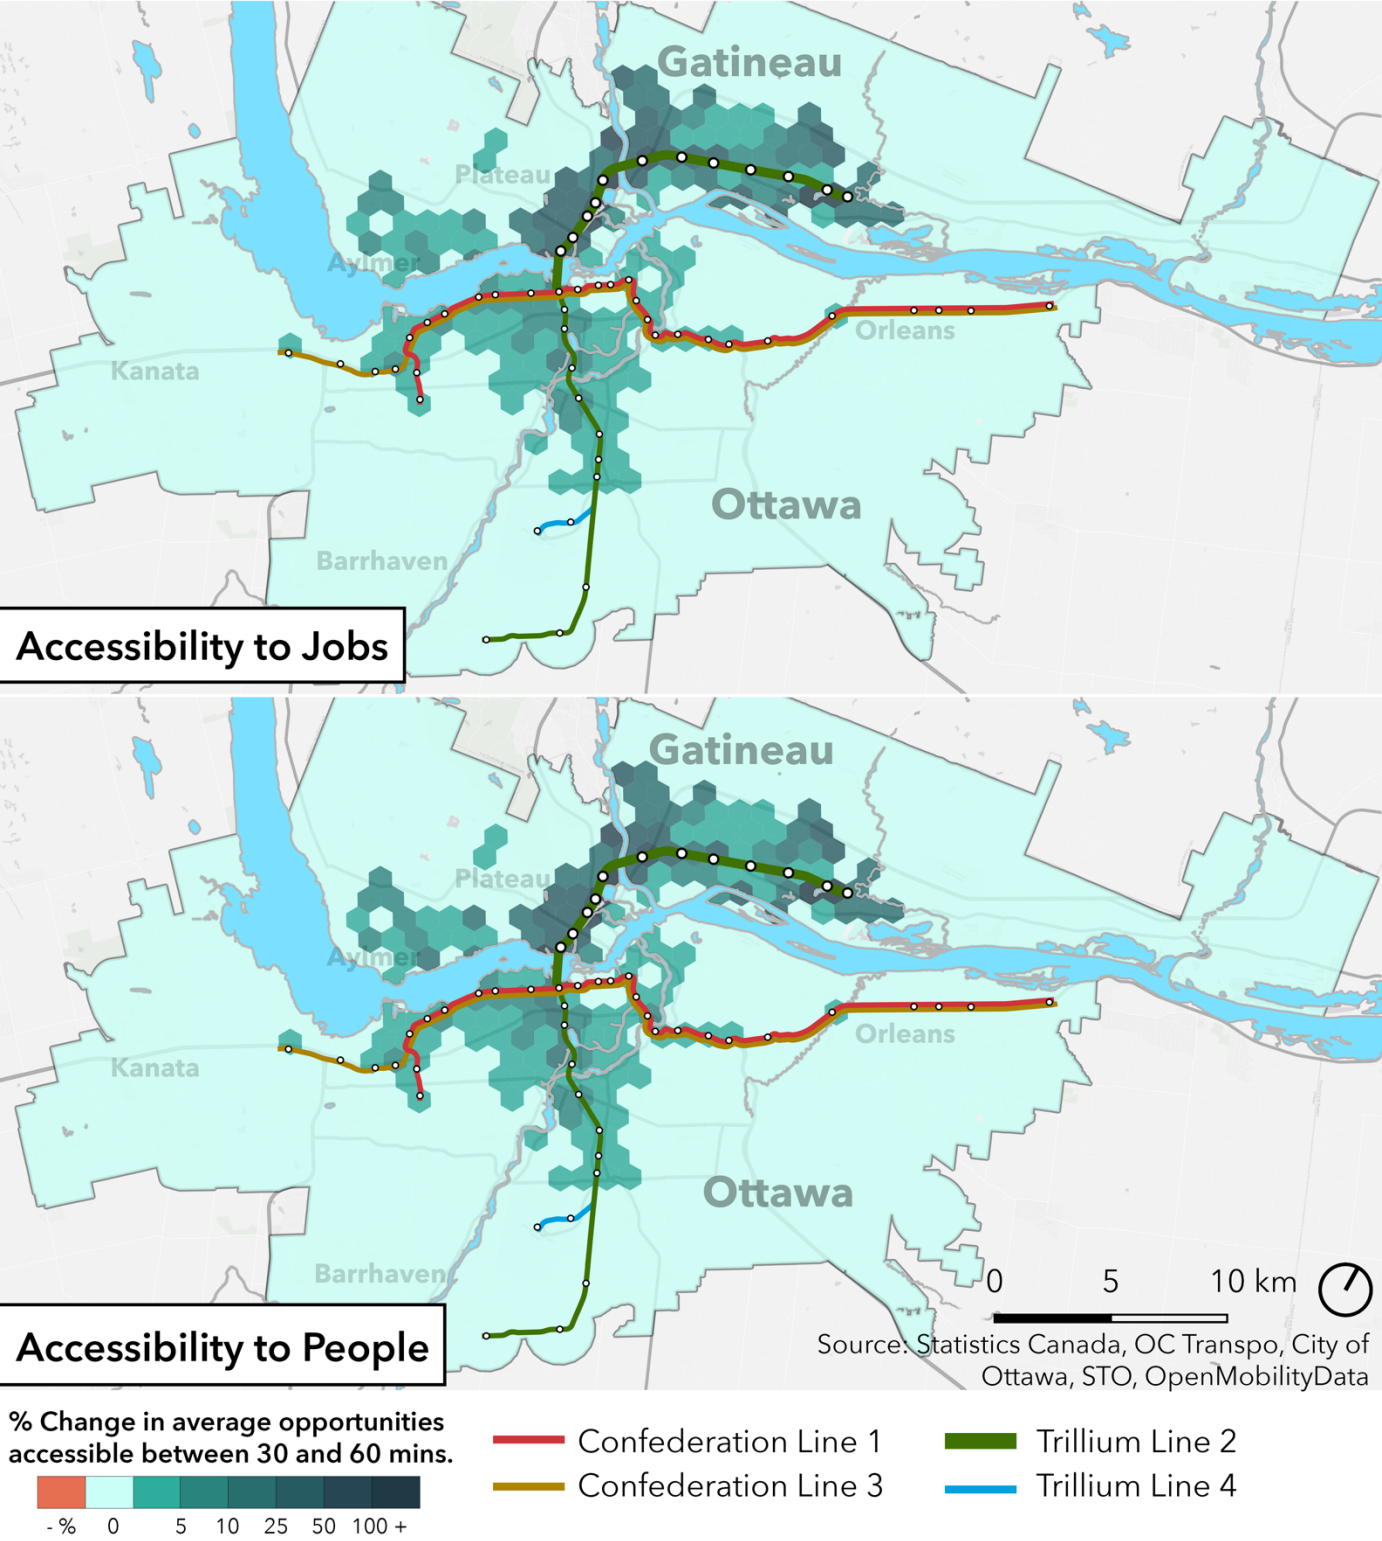 Gatineau
Plateau
Aylmer
Orleans
Kanata
Ottawa
Barrhaven
Accessibility to Jobs
Gatineau
Plateau
Aylmer
Orleans
Kanata
Ottawa
Barrhaven
0 5 10 km
Accessibility to People
Source: Statistics Canada, OC Transpo, City of
Ottawa, STO, OpenMobilityData
% Change in average opportunities
accessible between 30 and 60 mins.
- % 0 5 10 25 50 100 +
Confederation Line 1
Confederation Line 3
Trillium Line 2
Trillium Line 4